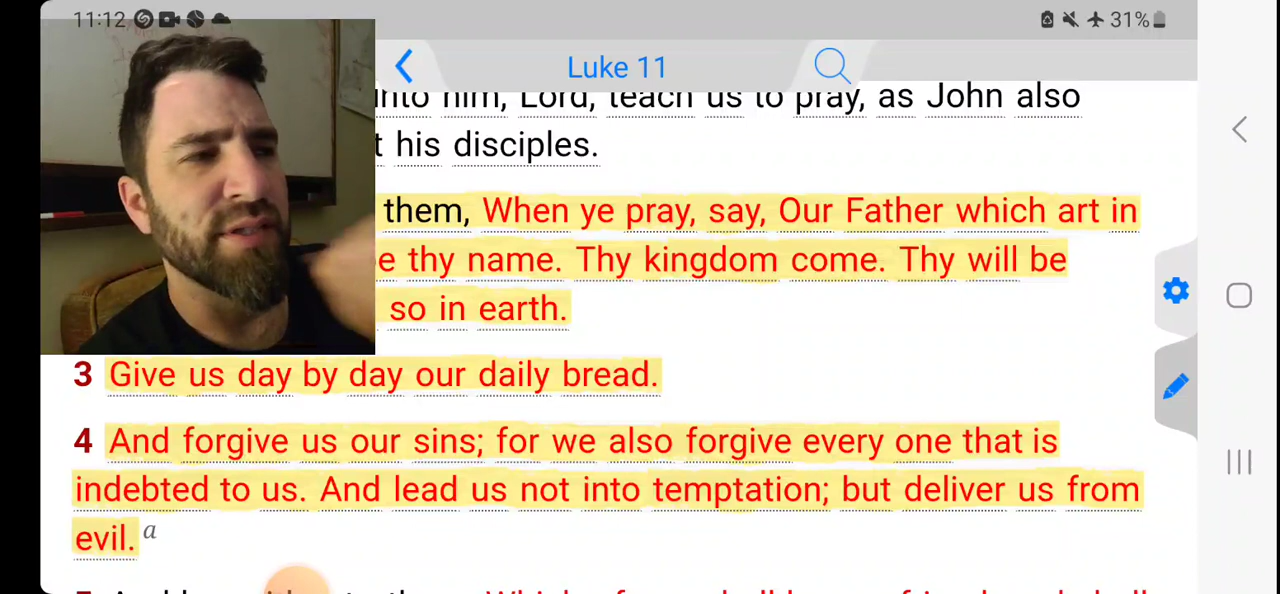 11:12 31%
Luke 11
into him, Lord, teach us to pray, as John also
his disciples.
them, When ye pray, say, Our Father which art in
thy name. Thy kingdom come. Thy will be
so in earth.
3 Give us day by day our daily bread.
4 And forgive us our sins; for we also forgive every one that is
indebted to us. And lead us not into temptation; but deliver us from
evil. a